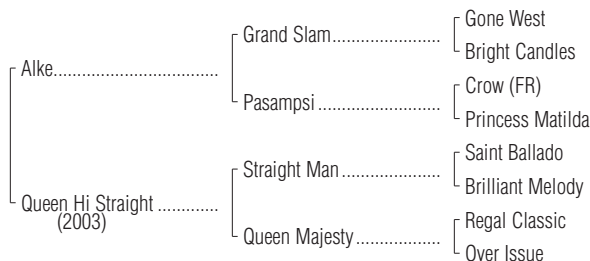 Gone West
Grand Slam........................
Bright Candles
Alke.................................
Crow (FR)
Pasampsi ...........................
Princess Matilda
Saint Ballado
Straight Man ......................
Brilliant Melody
Queen Hi Straight ............
(2003)
Regal Classic
Queen Majesty...................
Over Issue